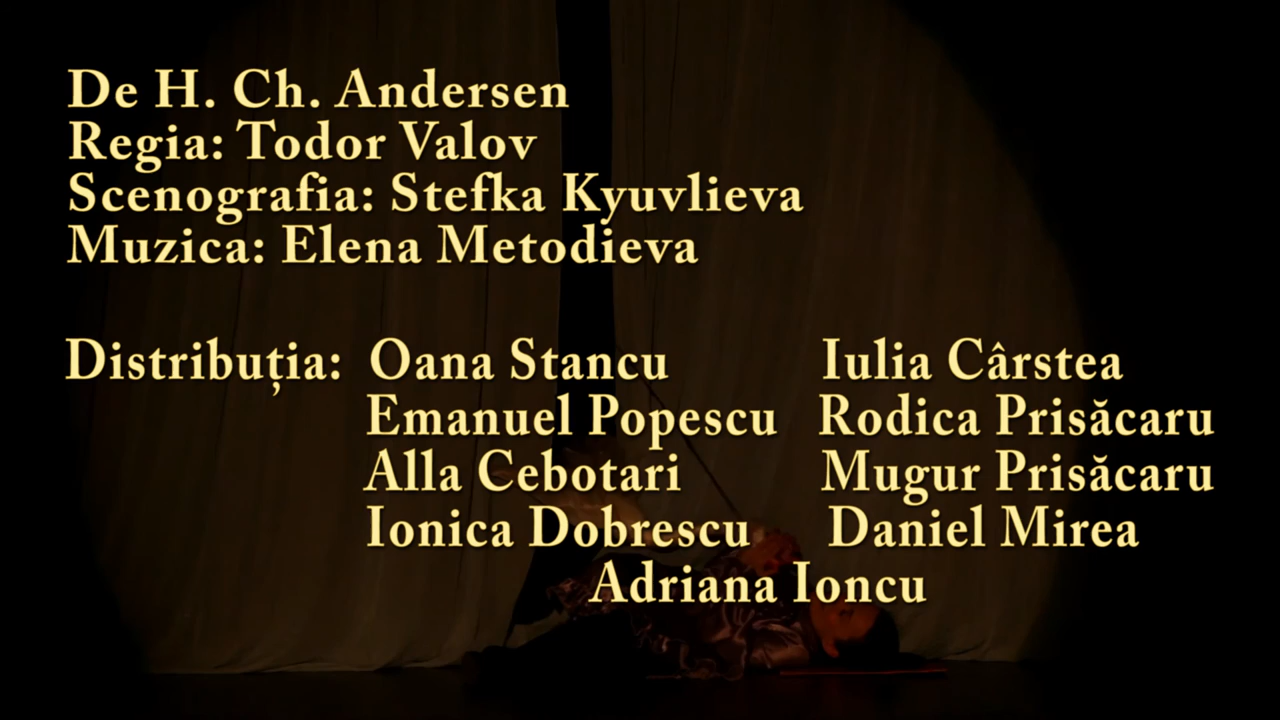 De H. Ch. Andersen
Regia: Todor Valov
Scenografia: Stefka Kyuvlieva
Muzica: Elena Metodieva
Distribuția: Oana Stancu Iulia Cârstea
Emanuel Popescu Rodica Prisăcaru
Alla Cebotari Mugur Prisăcaru
Ionica Dobrescu Daniel Mirea
Adriana Ioncu